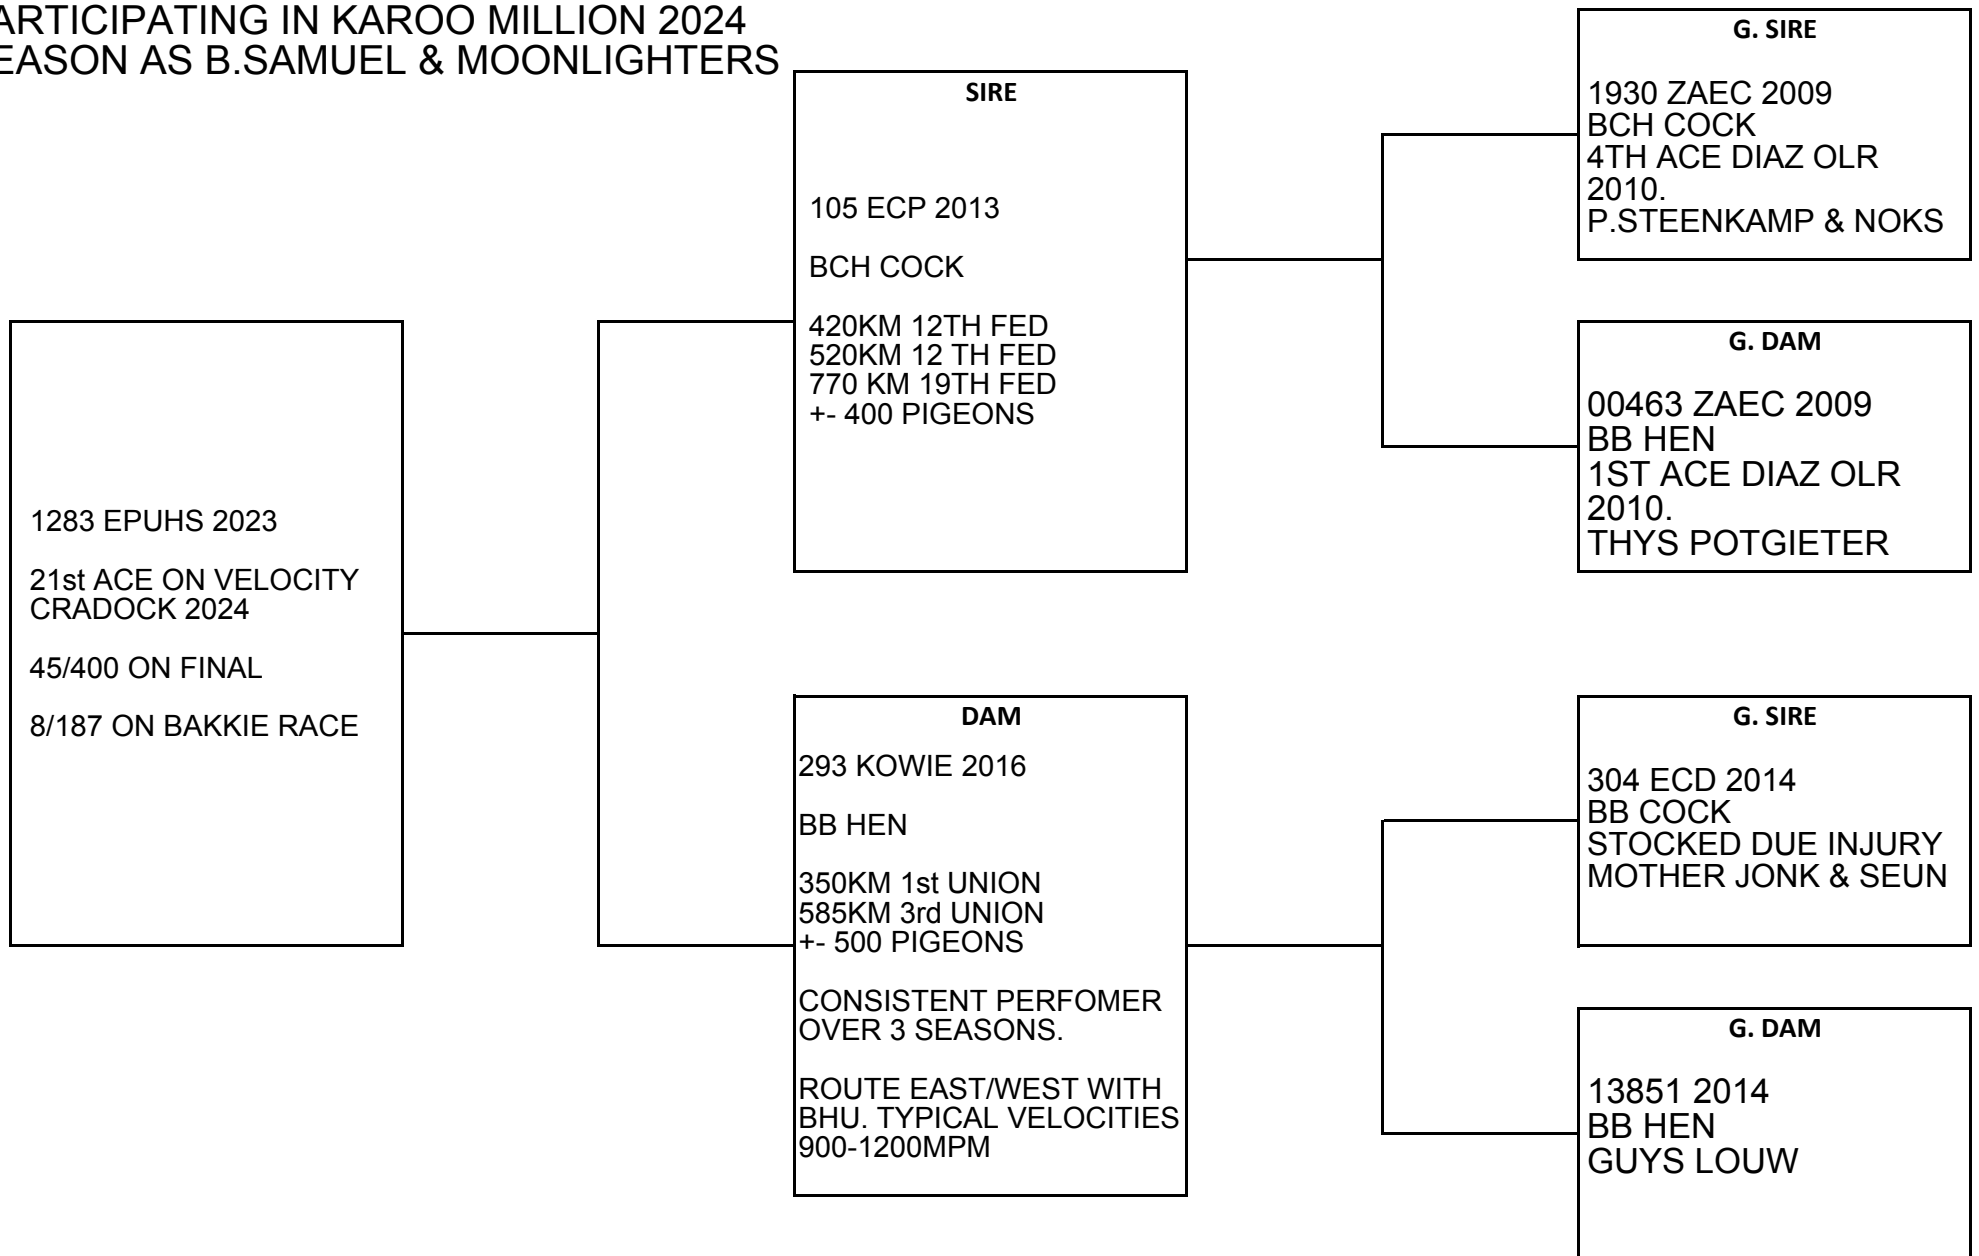 ARTICIPATING IN KAROO MILLION 2024
EASON AS B.SAMUEL & MOONLIGHTERS
1283 EPUHS 2023
21st ACE ON VELOCITY
CRADOCK 2024
45/400 ON FINAL
8/187 ON BAKKIE RACE
SIRE
105 ECP 2013
BCH COCK
420KM 12TH FED
520KM 12 TH FED
770 KM 19TH FED
+- 400 PIGEONS
DAM
293 KOWIE 2016
BB HEN
350KM 1st UNION
585KM 3rd UNION
+- 500 PIGEONS
CONSISTENT PERFOMER
OVER 3 SEASONS.
ROUTE EAST/WEST WITH
BHU. TYPICAL VELOCITIES
900-1200MPM
G. SIRE
1930 ZAEC 2009
BCH COCK
4TH ACE DIAZ OLR
2010.
P.STEENKAMP & NOKS
G. DAM
00463 ZAEC 2009
BB HEN
1ST ACE DIAZ OLR
2010.
THYS POTGIETER
G. SIRE
304 ECD 2014
BB COCK
STOCKED DUE INJURY
MOTHER JONK & SEUN
G. DAM
13851 2014
BB HEN
GUYS LOUW